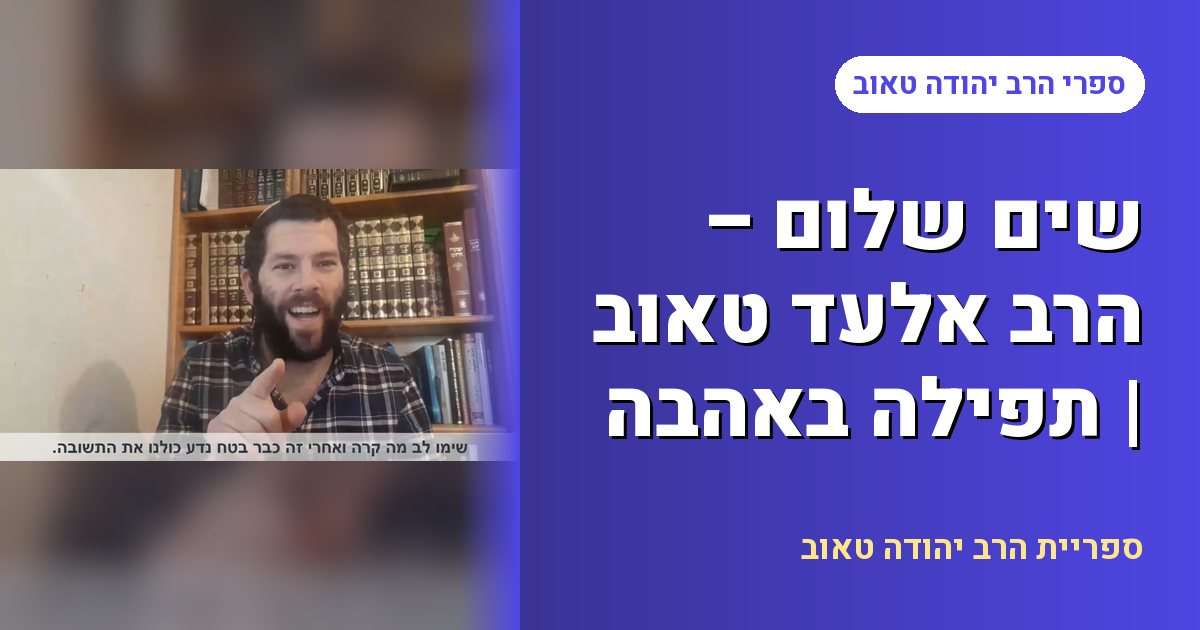 ספרי הרב יהודה טאוב
שים שלום –
הרב אלעד טאוב
| תפילה באהבה
ספריית הרב יהודה טאוב
שימו לב מה קרה ואחרי זה כבר בטח נדע כולנו את התשובה.